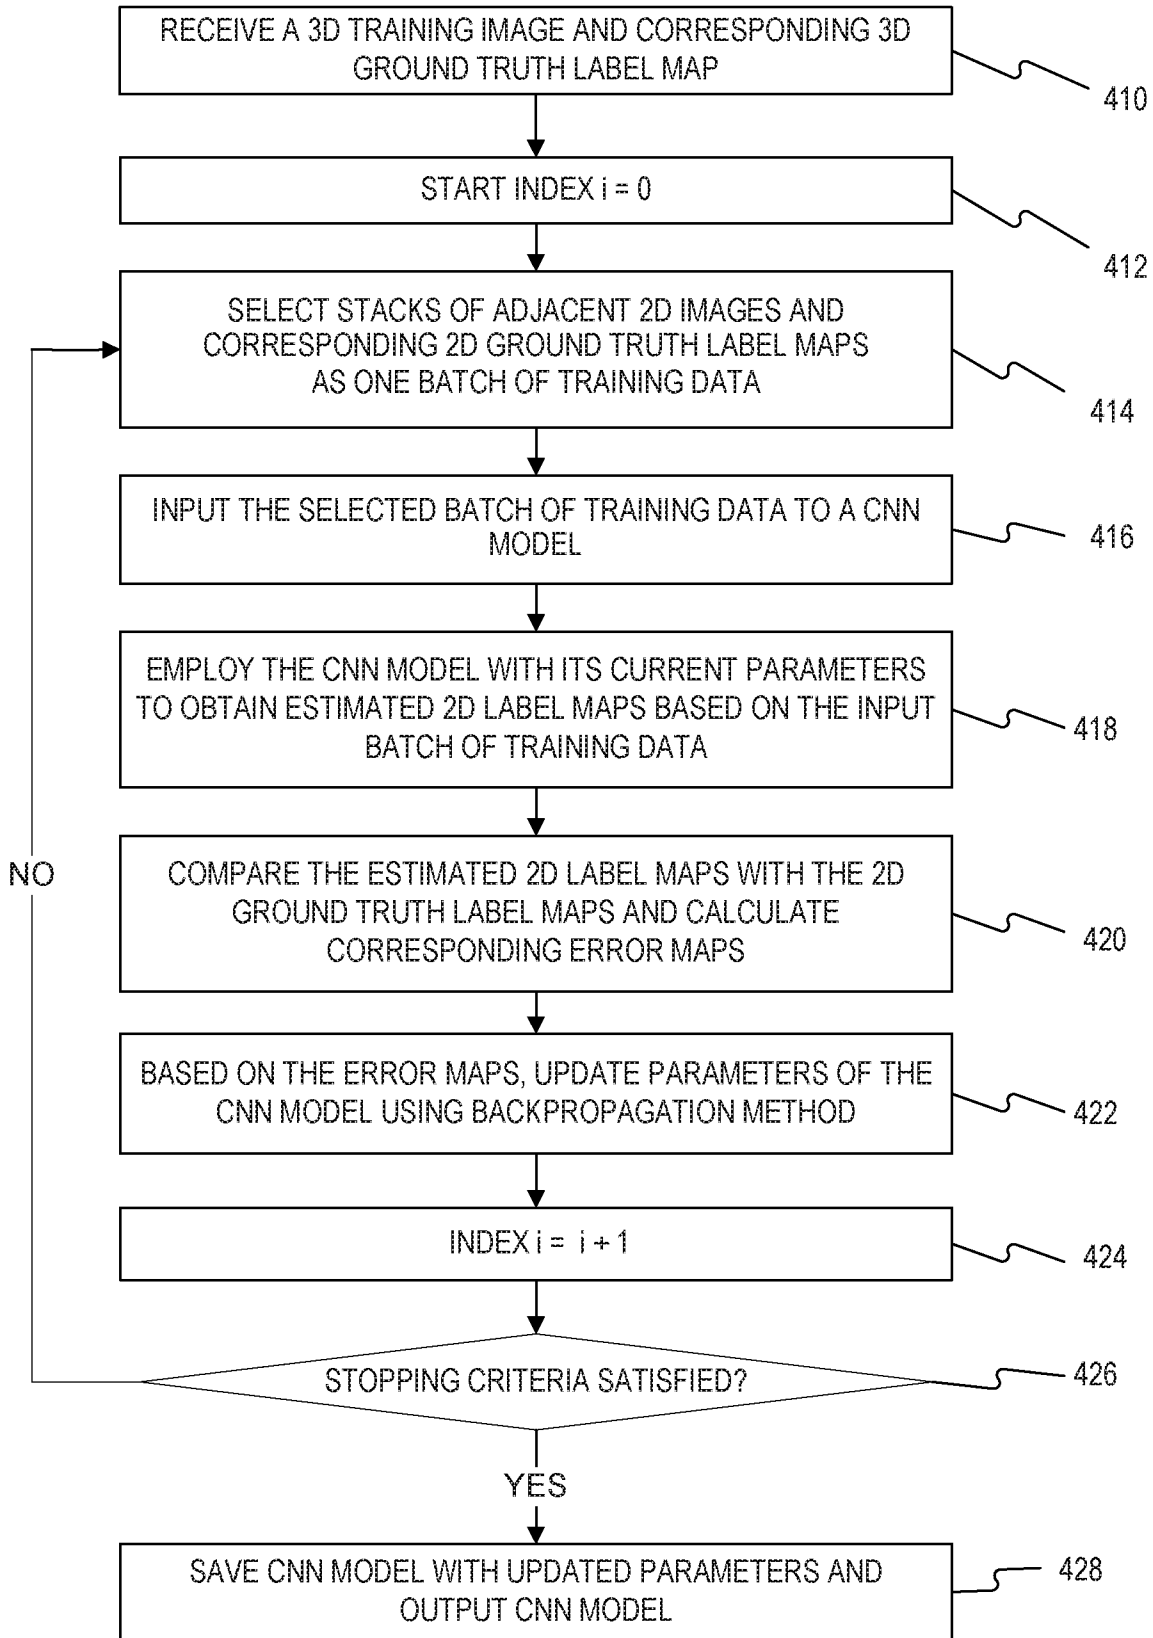 RECEIVE A 3D TRAINING IMAGE AND CORRESPONDING 3D
GROUND TRUTH LABEL MAP
410
START INDEX i = 0
412
SELECT STACKS OF ADJACENT 2D IMAGES AND
CORRESPONDING 2D GROUND TRUTH LABEL MAPS
AS ONE BATCH OF TRAINING DATA
414
INPUT THE SELECTED BATCH OF TRAINING DATA TO A CNN
MODEL
416
EMPLOY THE CNN MODEL WITH ITS CURRENT PARAMETERS
TO OBTAIN ESTIMATED 2D LABEL MAPS BASED ON THE INPUT
BATCH OF TRAINING DATA
418
NO
COMPARE THE ESTIMATED 2D LABEL MAPS WITH THE 2D
GROUND TRUTH LABEL MAPS AND CALCULATE
CORRESPONDING ERROR MAPS
420
BASED ON THE ERROR MAPS, UPDATE PARAMETERS OF THE
CNN MODEL USING BACKPROPAGATION METHOD
422
INDEX i = i + 1
424
STOPPING CRITERIA SATISFIED?
426
YES
SAVE CNN MODEL WITH UPDATED PARAMETERS AND
OUTPUT CNN MODEL
428